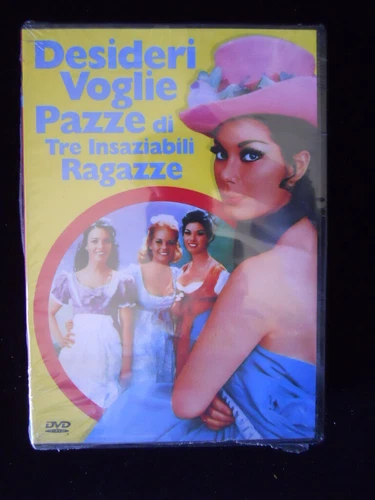 Desideri
Voglie
Pazze di
Tre Insaziabili
Ragazze
DVD